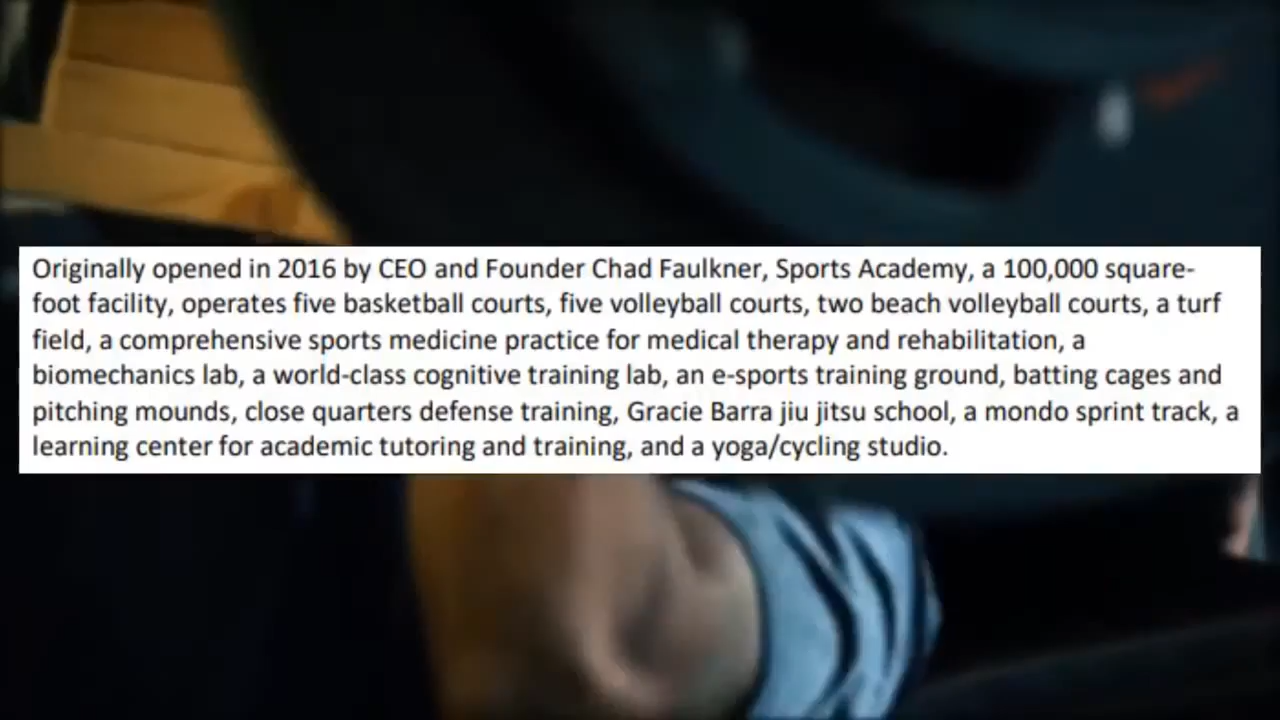 Originally opened in 2016 by CEO and Founder Chad Faulkner, Sports Academy, a 100,000 square-
foot facility, operates five basketball courts, five volleyball courts, two beach volleyball courts, a turf
field, a comprehensive sports medicine practice for medical therapy and rehabilitation, a
biomechanics lab, a world-class cognitive training lab, an e-sports training ground, batting cages and
pitching mounds, close quarters defense training, Gracie Barra jiu jitsu school, a mondo sprint track, a
learning center for academic tutoring and training, and a yoga/cycling studio.